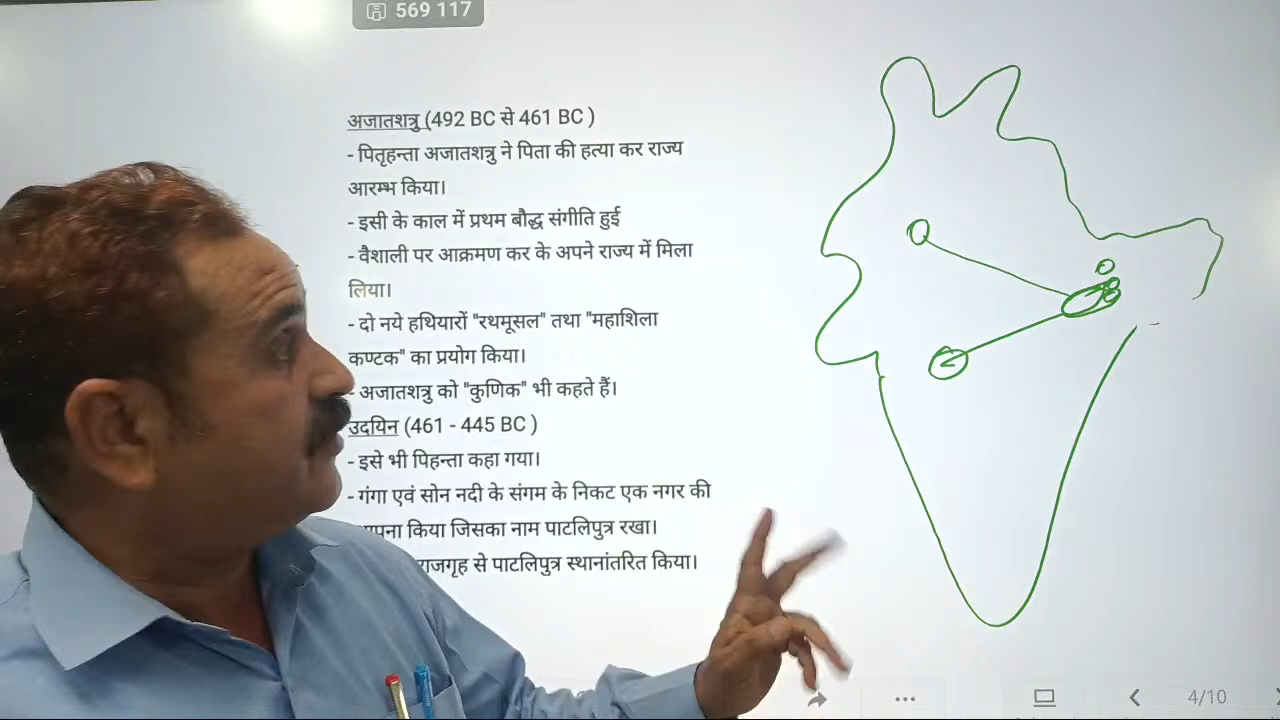 569 117
अजातशत्रु (492 BC से 461 BC )
- पितृहन्ता अजातशत्रु ने पिता की हत्या कर राज्य
आरम्भ किया।
- इसी के काल में प्रथम बौद्ध संगीति हुई
- वैशाली पर आक्रमण कर के अपने राज्य में मिला
लिया।
- दो नये हथियारों "रथमूसल" तथा "महाशिला
कण्टक" का प्रयोग किया।
- अजातशत्रु को "कुणिक" भी कहते हैं।
उदयिन (461 - 445 BC )
- इसे भी पिहन्ता कहा गया।
- गंगा एवं सोन नदी के संगम के निकट एक नगर की
किया जिसका नाम पाटलिपुत्र रखा।
से पाटलिपुत्र स्थानांतरित किया।
2
4/10